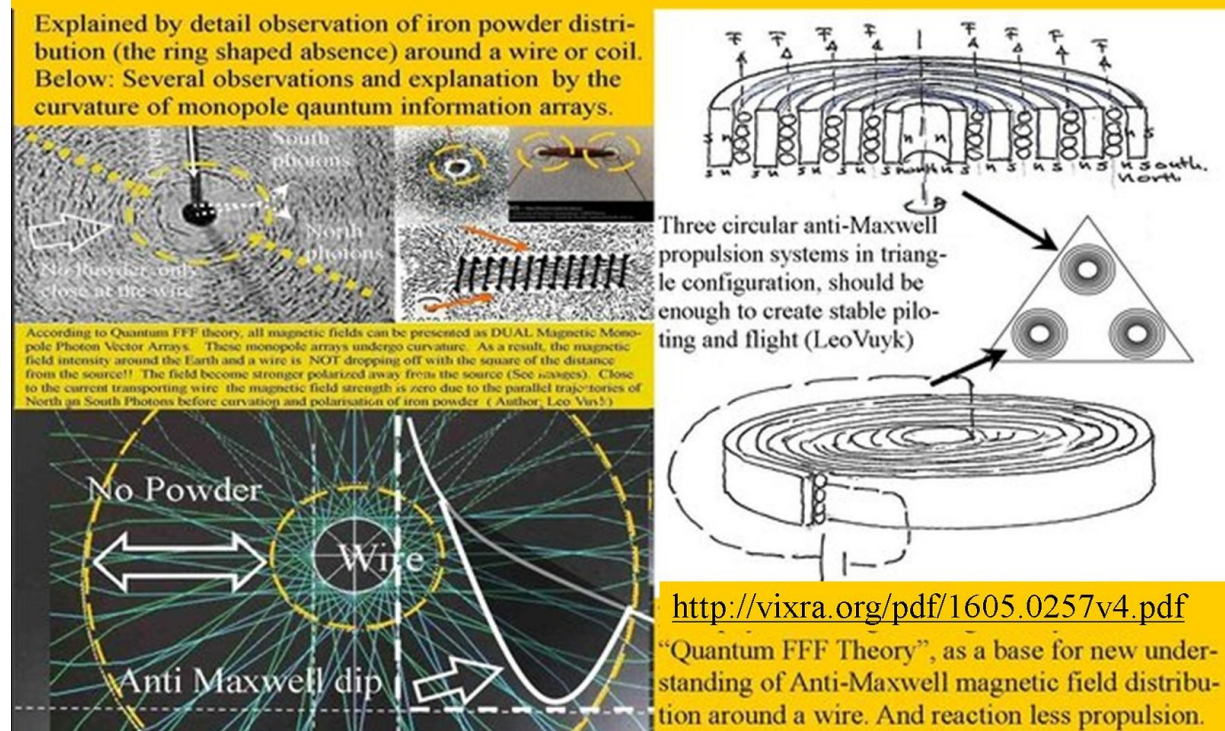 Explained by detail observation of iron powder distri-
bution (the ring shaped absence) around a wire or coil.
Below: Several observations and explanation by the
curvature of monopole qauntum information arrays.
South
photons
North
photons
No Powder only
close at the wire
According to Quantum FFF theory, all magnetic fields can be presented as DUAL Magnetic Mono-
pole Photon Vector Arrays. These monopole arrays undergo curvature. As a result, the magnetic
field intensity around the Earth and a wire is NOT dropping off with the square of the distance
from the source!! The field become stronger polarized away from the source (See images). Close
to the current transporting wire the magnetic field strength is zero due to the parallel trajectories of
North an South Photons before curvation and polarisation of iron powder ( Author, Leo Vuyk)
No Powder
Wire
Anti Maxwell dip
F F F F F F F F
s n n n n s
s n s n s n s north n s n s n s n south
north
Three circular anti-Maxwell
propulsion systems in trian-
gle configuration, should be
enough to create stable pilo-
ting and flight (LeoVuyk)
http://vixra.org/pdf/1605.0257v4.pdf
“Quantum FFF Theory”, as a base for new under-
standing of Anti-Maxwell magnetic field distribu-
tion around a wire. And reaction less propulsion.